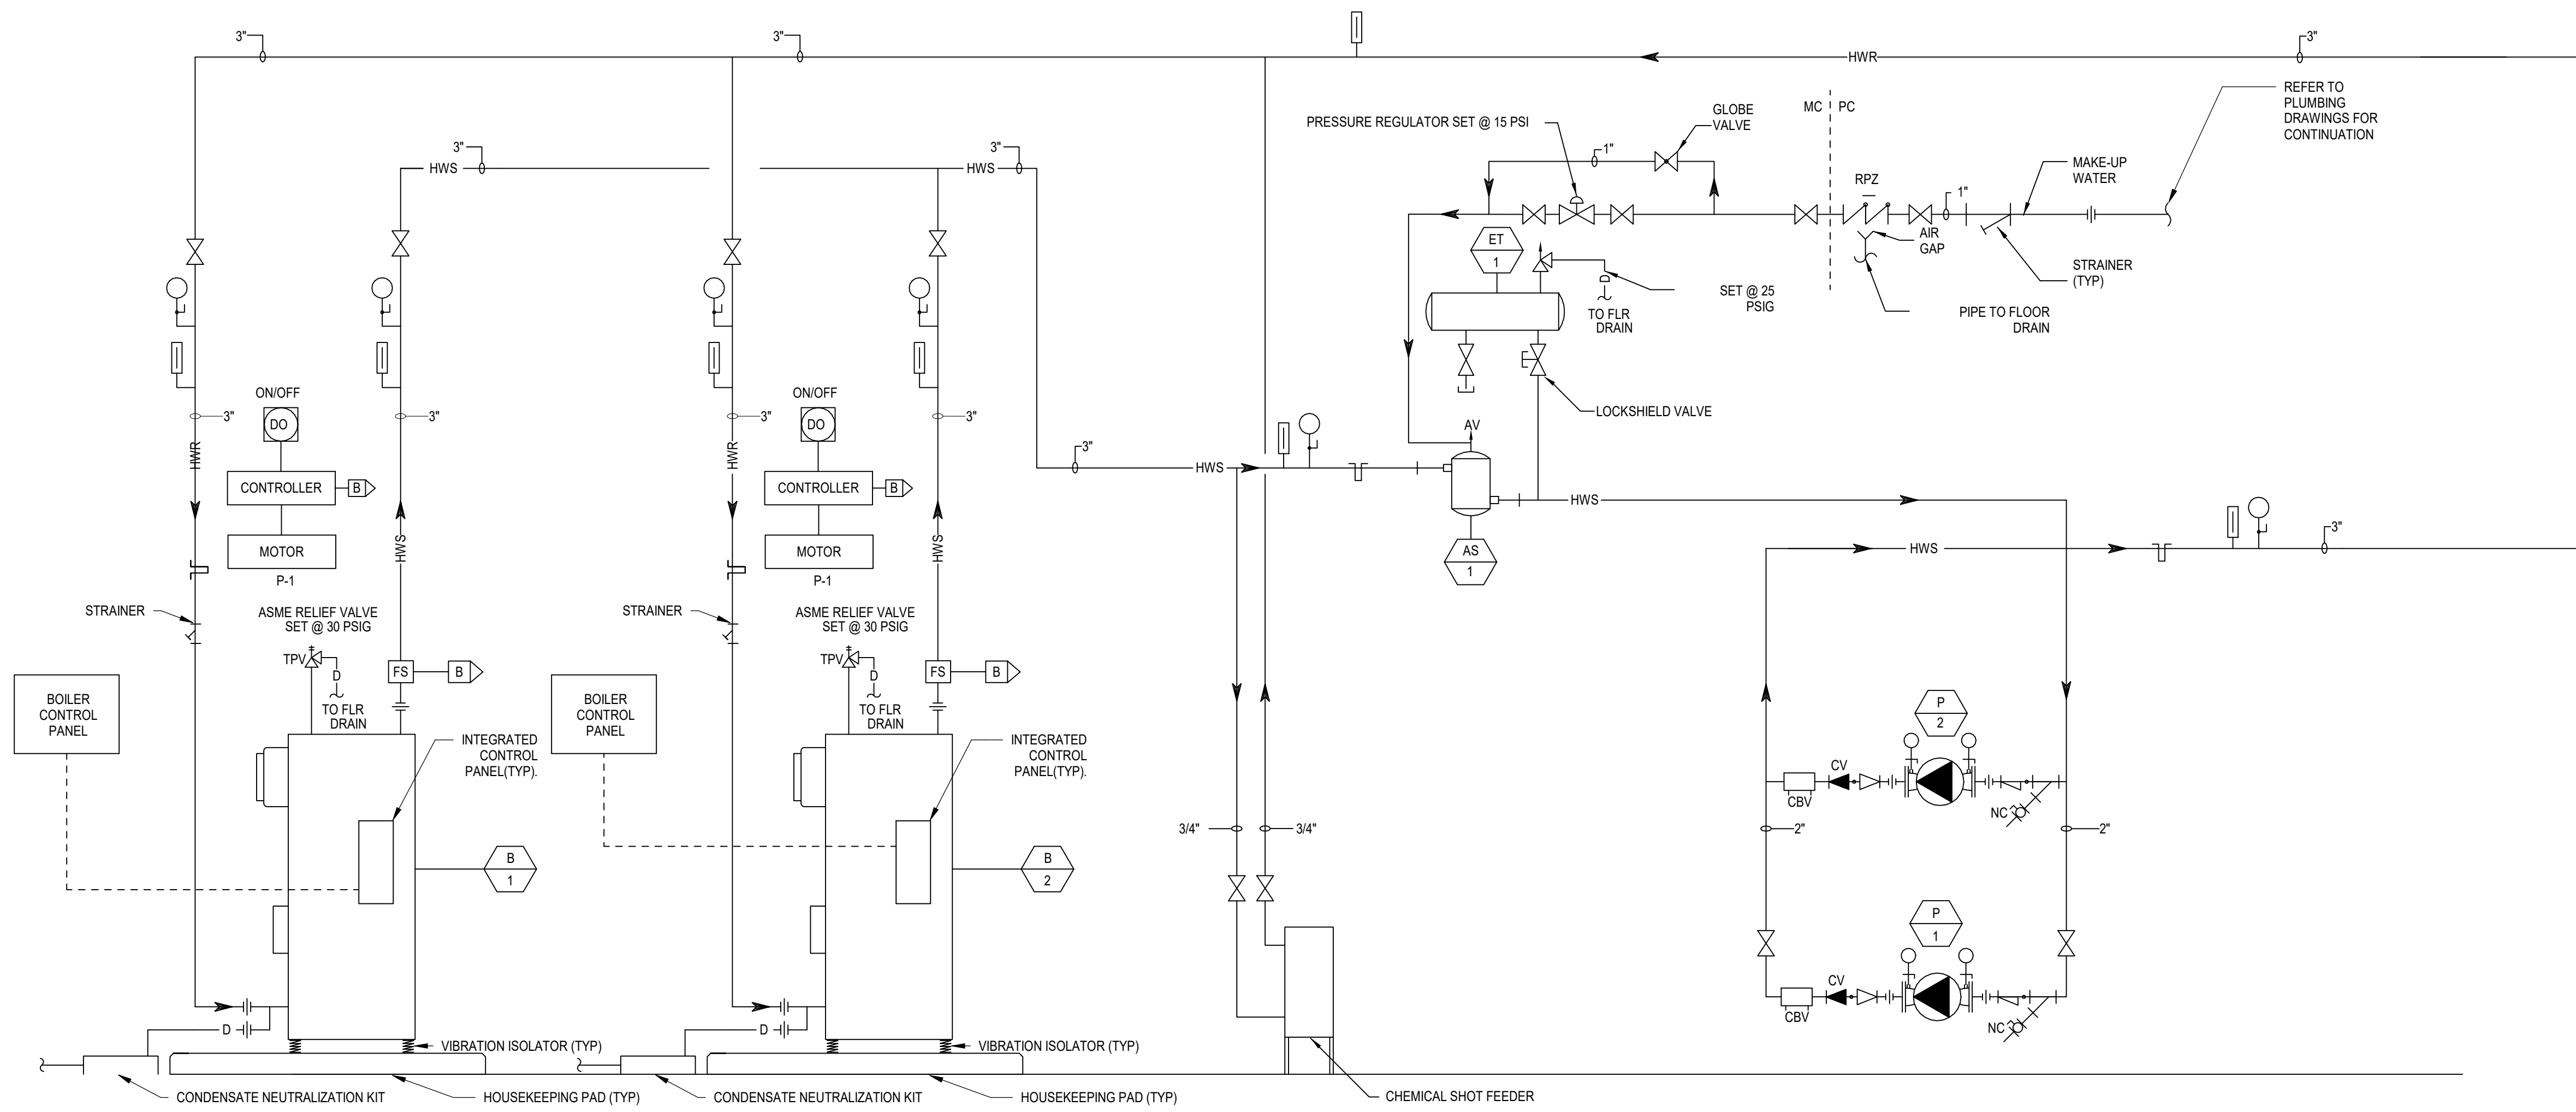 3"
3"
HWR
3"
REFER TO
PLUMBING
DRAWINGS FOR
CONTINUATION
MC
PC
GLOBE
VALVE
PRESSURE REGULATOR SET @ 15 PSI
3"
HWS
3"
HWS
1"
MAKE-UP
WATER
RPZ
1"
AIR
GAP
STRAINER
(TYP)
ET
1
D
SET @ 25
PSIG
TO FLR
DRAIN
PIPE TO FLOOR
DRAIN
ON/OFF
DO
ON/OFF
DO
3"
3"
3"
3"
LOCKSHIELD VALVE
AV
HWR
HWR
3"
HWS
CONTROLLER
B
CONTROLLER
B
HWS
HWS
HWS
MOTOR
P-1
MOTOR
P-1
AS
1
3"
HWS
STRAINER
ASME RELIEF VALVE
SET @ 30 PSIG
STRAINER
ASME RELIEF VALVE
SET @ 30 PSIG
TPV
D
TO FLR
DRAIN
FS
B
TPV
D
TO FLR
DRAIN
FS
B
BOILER
CONTROL
PANEL
BOILER
CONTROL
PANEL
INTEGRATED
CONTROL
PANEL(TYP).
INTEGRATED
CONTROL
PANEL(TYP).
P
2
CV
CBV
NC
3/4"
3/4"
2"
2"
B
1
B
2
P
1
CV
CBV
NC
D
D
VIBRATION ISOLATOR (TYP)
VIBRATION ISOLATOR (TYP)
CONDENSATE NEUTRALIZATION KIT
HOUSEKEEPING PAD (TYP)
CONDENSATE NEUTRALIZATION KIT
HOUSEKEEPING PAD (TYP)
CHEMICAL SHOT FEEDER